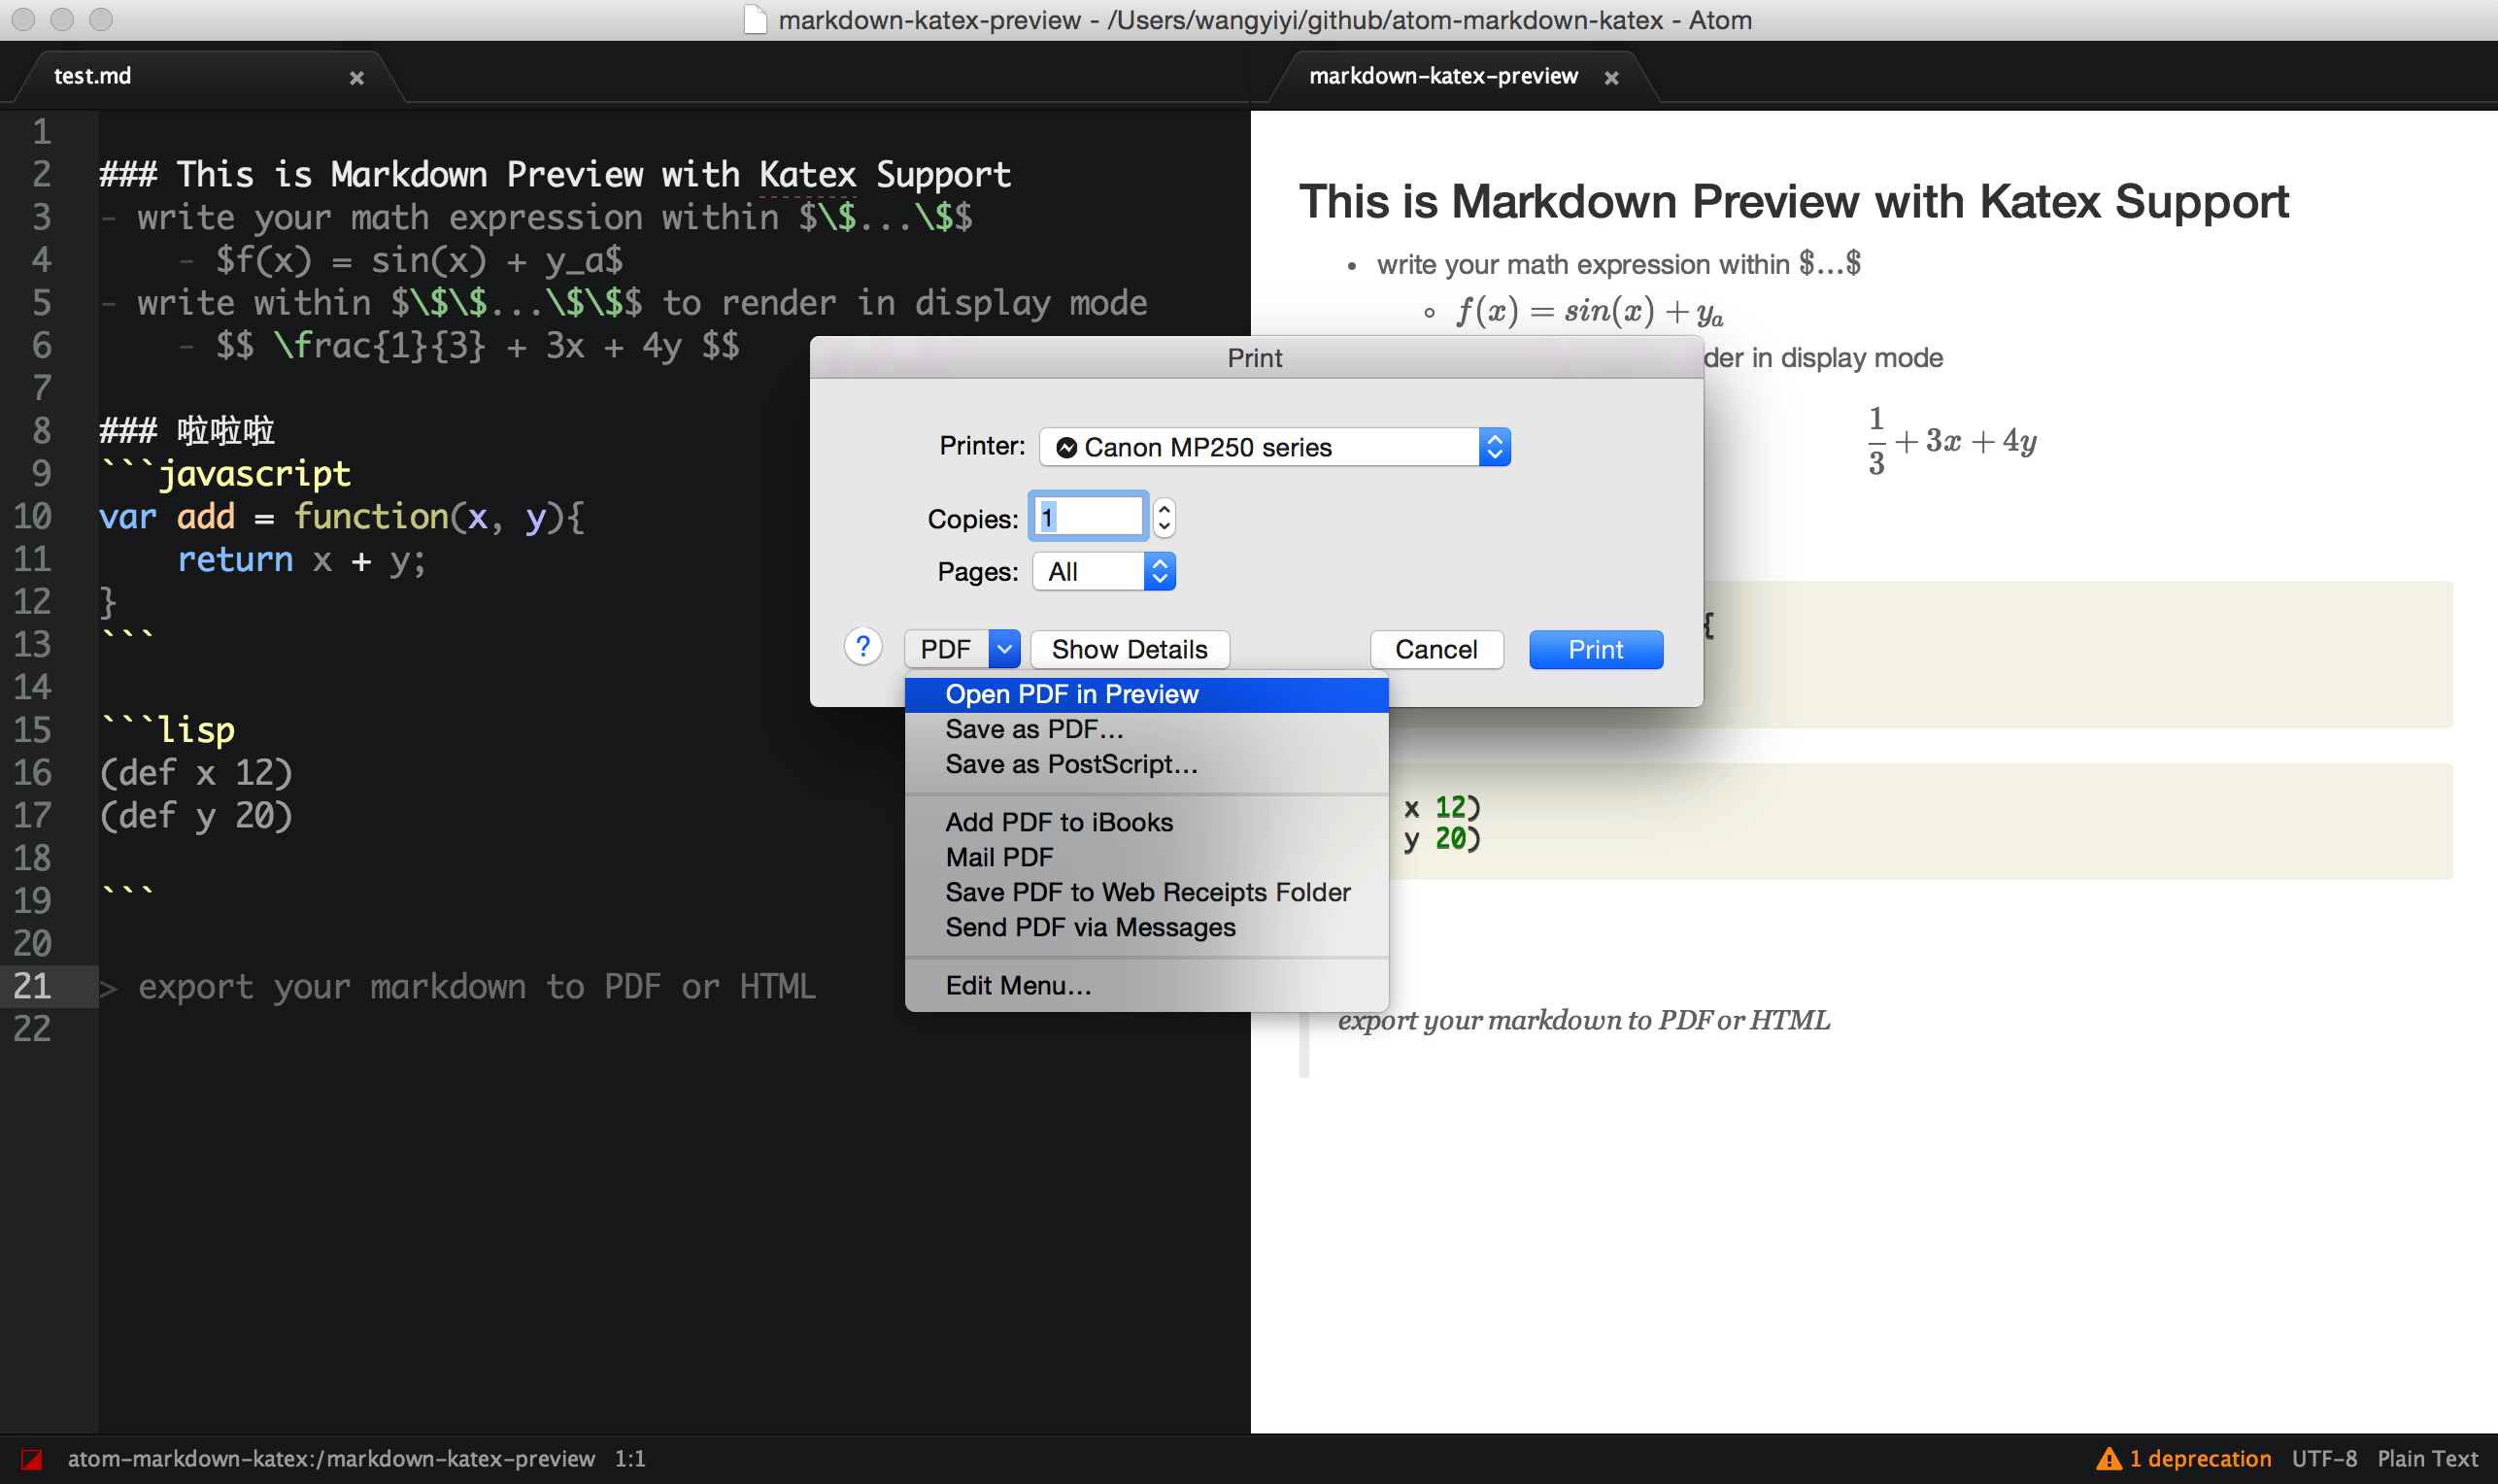 markdown-katex-preview - /Users/wangyiyi/github/atom-markdown-katex - Atom
test.md
markdown-katex-preview
1
2 ### This is Markdown Preview with Katex Support
3 - write your math expression within $\$...\$$
4 - $f(x) = sin(x) + y_a$
5 - write within $\$\$...\$\$$ to render in display mode
6 - $$ \frac{1}{3} + 3x + 4y $$
7
8 ### 啦啦啦
9 ```javascript
10 var add = function(x, y){
11 return x + y;
12 }
13 ```
14
15 ```lisp
16 (def x 12)
17 (def y 20)
18
19 ```
20
21 > export your markdown to PDF or HTML
22
This is Markdown Preview with Katex Support
• write your math expression within $...$
∘ f(x) = sin(x) + yₐ
der in display mode
1/3 + 3x + 4y
{
x 12)
y 20)
export your markdown to PDF or HTML
Print
Printer: Canon MP250 series
Copies: 1
Pages: All
? PDF Show Details Cancel Print
Open PDF in Preview
Save as PDF...
Save as PostScript...
Add PDF to iBooks
Mail PDF
Save PDF to Web Receipts Folder
Send PDF via Messages
Edit Menu...
atom-markdown-katex:/markdown-katex-preview 1:1
1 deprecation UTF-8 Plain Text